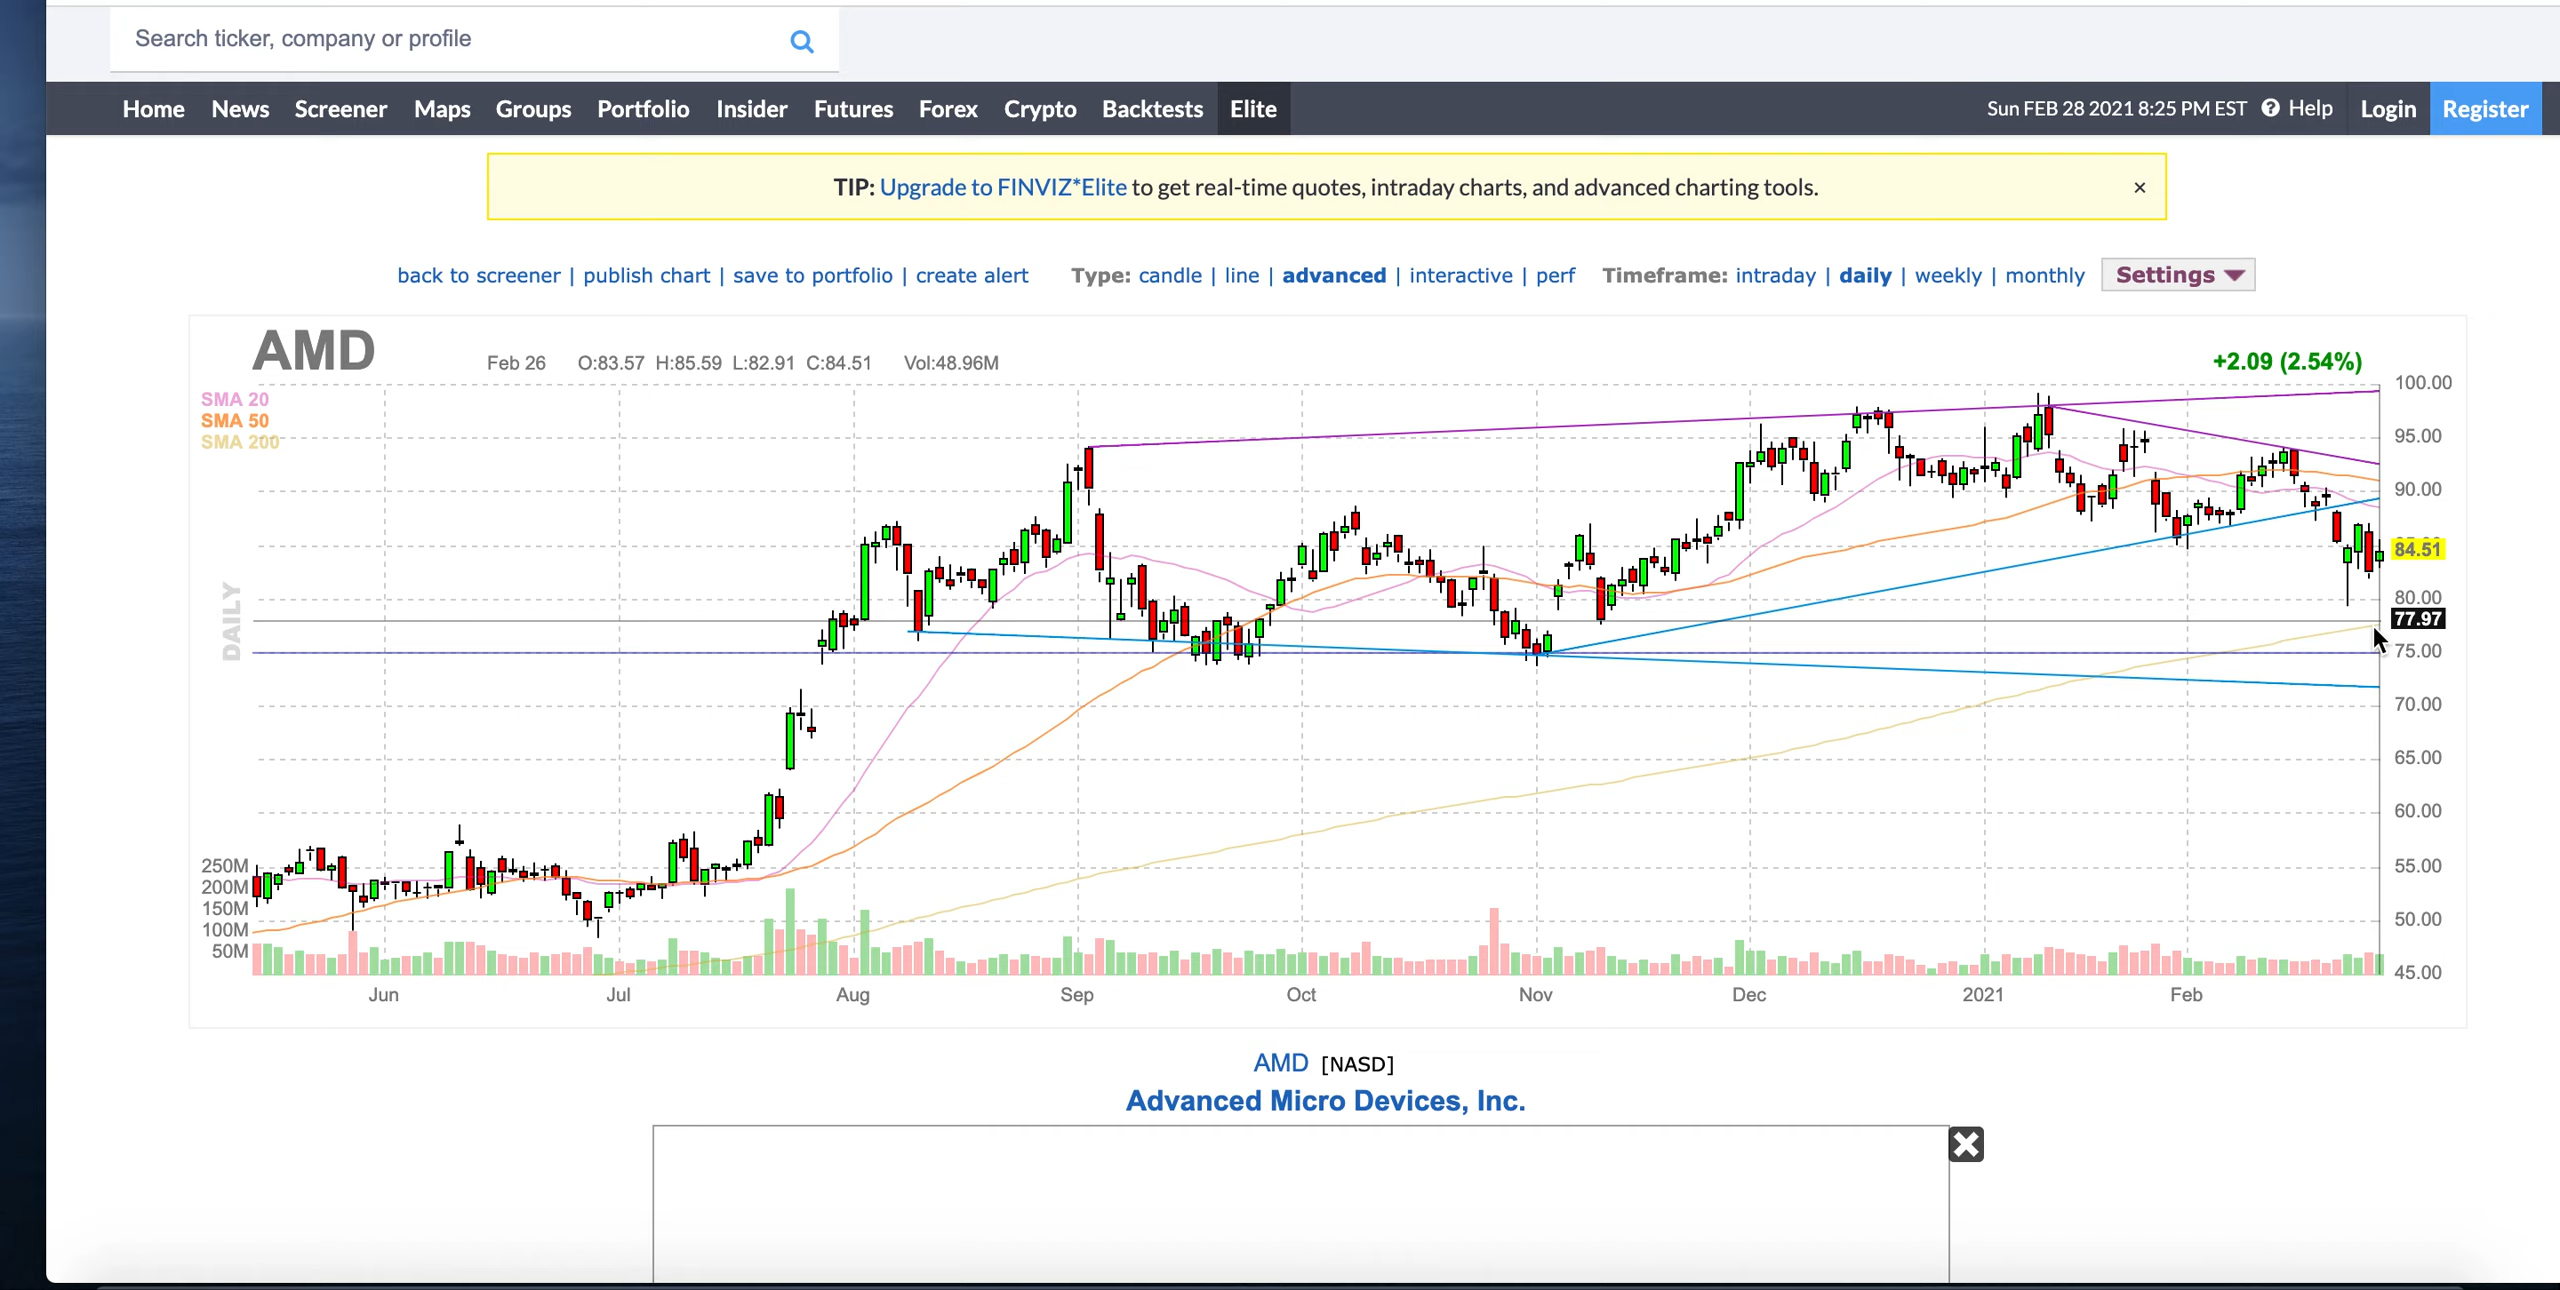 Search ticker, company or profile
Home News Screener Maps Groups Portfolio Insider Futures Forex Crypto Backtests Elite Sun FEB 28 2021 8:25 PM EST Help Login Register
TIP: Upgrade to FINVIZ*Elite to get real-time quotes, intraday charts, and advanced charting tools. ×
back to screener | publish chart | save to portfolio | create alert Type: candle | line | advanced | interactive | perf Timeframe: intraday | daily | weekly | monthly Settings
AMD Feb 26 O:83.57 H:85.59 L:82.91 C:84.51 Vol:48.96M +2.09 (2.54%)
SMA 20
SMA 50
SMA 200
100.00
95.00
90.00
84.51
80.00
77.97
75.00
70.00
65.00
60.00
55.00
50.00
45.00
DAILY
250M
200M
150M
100M
50M
Jun Jul Aug Sep Oct Nov Dec 2021 Feb
AMD [NASD]
Advanced Micro Devices, Inc.